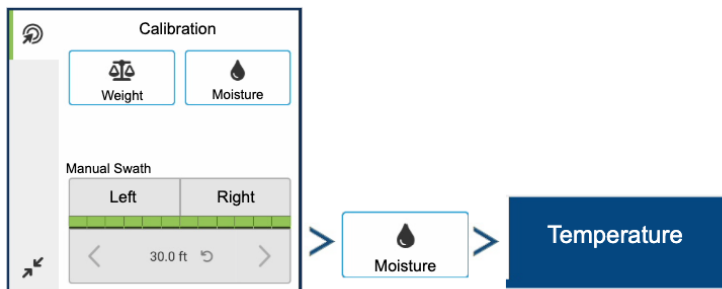 Calibration
Weight
Moisture
Manual Swath
Left
Right
30.0 ft
Moisture
Temperature